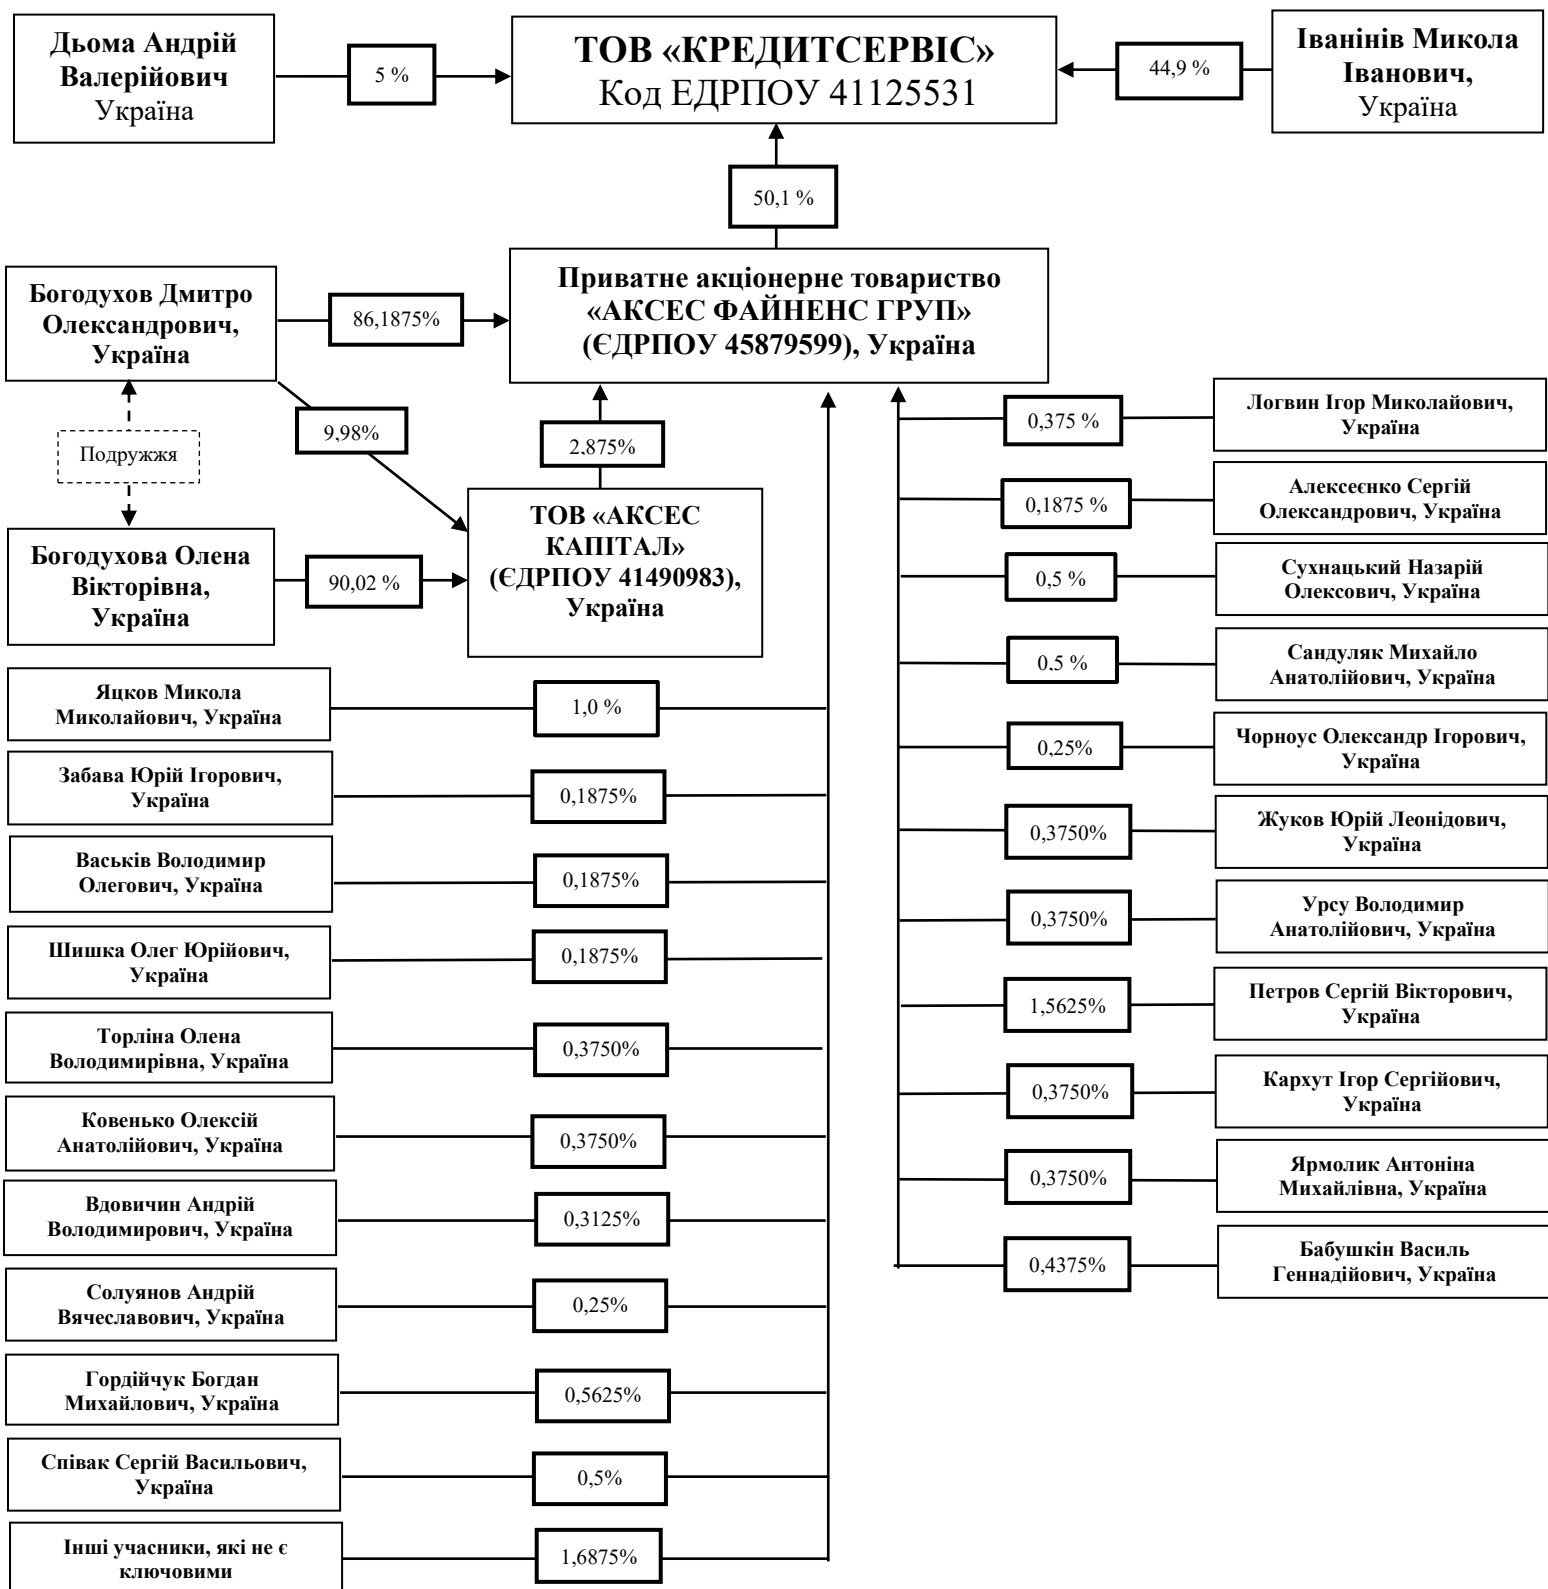 Дьома Андрій
Валерійович
Україна
5 %
ТОВ «КРЕДИТСЕРВІС»
Код ЕДРПОУ 41125531
44,9 %
Іванінів Микола
Іванович,
Україна
50,1 %
Приватне акціонерне товариство
«АКСЕС ФАЙНЕНС ГРУП»
(ЄДРПОУ 45879599), Україна
Богодухов Дмитро
Олександрович,
Україна
86,1875%
9,98%
2,875%
Подружжя
Богодухова Олена
Вікторівна,
Україна
90,02 %
ТОВ «АКСЕС
КАПІТАЛ»
(ЄДРПОУ 41490983),
Україна
Яцков Микола
Миколайович, Україна
1,0 %
Забава Юрій Ігорович,
Україна
0,1875%
Васьків Володимир
Олегович, Україна
0,1875%
Шишка Олег Юрійович,
Україна
0,1875%
Торліна Олена
Володимирівна, Україна
0,3750%
Ковенько Олексій
Анатолійович, Україна
0,3750%
Вдовичин Андрій
Володимирович, Україна
0,3125%
Солуянов Андрій
Вячеславович, Україна
0,25%
Гордійчук Богдан
Михайлович, Україна
0,5625%
Співак Сергій Васильович,
Україна
0,5%
Інші учасники, які не є
ключовими
1,6875%
0,375 %
Логвин Ігор Миколайович,
Україна
0,1875 %
Алексеєнко Сергій
Олександрович, Україна
0,5 %
Сухнацький Назарій
Олексович, Україна
0,5 %
Сандуляк Михайло
Анатолійович, Україна
0,25%
Чорноус Олександр Ігорович,
Україна
0,3750%
Жуков Юрій Леонідович,
Україна
0,3750%
Урсу Володимир
Анатолійович, Україна
1,5625%
Петров Сергій Вікторович,
Україна
0,3750%
Кархут Ігор Сергійович,
Україна
0,3750%
Ярмолик Антоніна
Михайлівна, Україна
0,4375%
Бабушкін Василь
Геннадійович, Україна